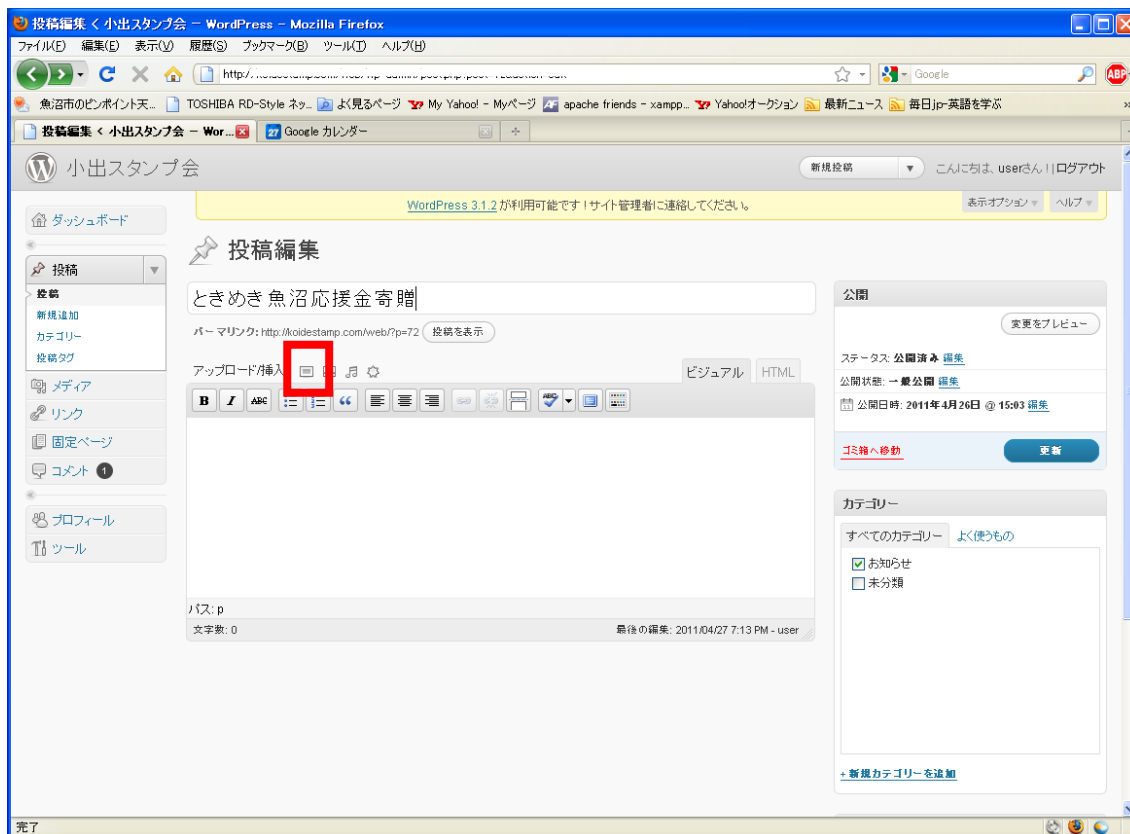 投稿編集 < 小出スタンプ会 — WordPress - Mozilla Firefox
ファイル(F) 編集(E) 表示(V) 履歴(S) ブックマーク(B) ツール(T) ヘルプ(H)
Google
ABP
魚沼市のピンポイント天... TOSHIBA RD-Style ネッ... よく見るページ My Yahoo! - Myページ apache friends - xampp... Yahoo!オークション 最新ニュース 毎日jp-英語を学ぶ
投稿編集 < 小出スタンプ会 — Wor... 27 Google カレンダー
小出スタンプ会
新規投稿
こんにちは、userさん!|ログアウト
WordPress 3.1.2 が利用可能です ! サイト管理者に連絡してください。
表示オプション ヘルプ
ダッシュボード
投稿
投稿
新規追加
カテゴリー
投稿タグ
メディア
リンク
固定ページ
コメント 1
プロフィール
ツール
投稿編集
ときめき魚沼応援金寄贈
パーマリンク: http://koidestamp.com/web/?p=72 投稿を表示
アップロード/挿入
ビジュアル HTML
B I ABC ABC
パス: p
文字数: 0
最後の編集: 2011/04/27 7:13 PM - user
公開
変更をプレビュー
ステータス: 公開済み 編集
公開状態: 一般公開 編集
公開日時: 2011年4月26日 @ 15:03 編集
ゴミ箱へ移動
更新
カテゴリー
すべてのカテゴリー よく使うもの
お知らせ
未分類
+ 新規カテゴリーを追加
完了